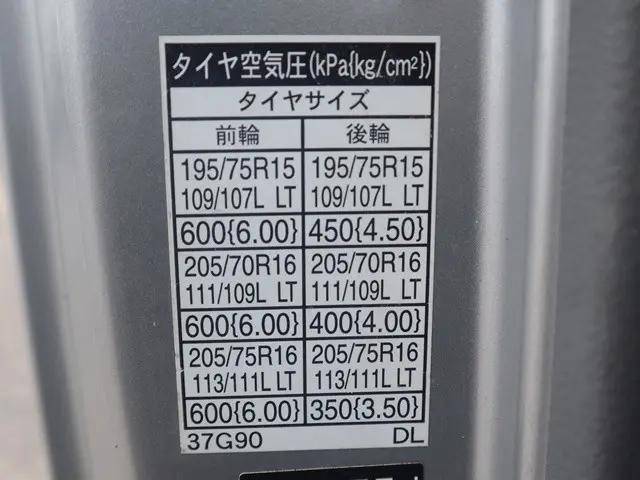 タイヤ空気圧(kPa{kg/cm²})
タイヤサイズ
前輪 後輪
195/75R15 195/75R15
109/107L LT 109/107L LT
600{6.00} 450{4.50}
205/70R16 205/70R16
111/109L LT 111/109L LT
600{6.00} 400{4.00}
205/75R16 205/75R16
113/111L LT 113/111L LT
600{6.00} 350{3.50}
37G90 DL